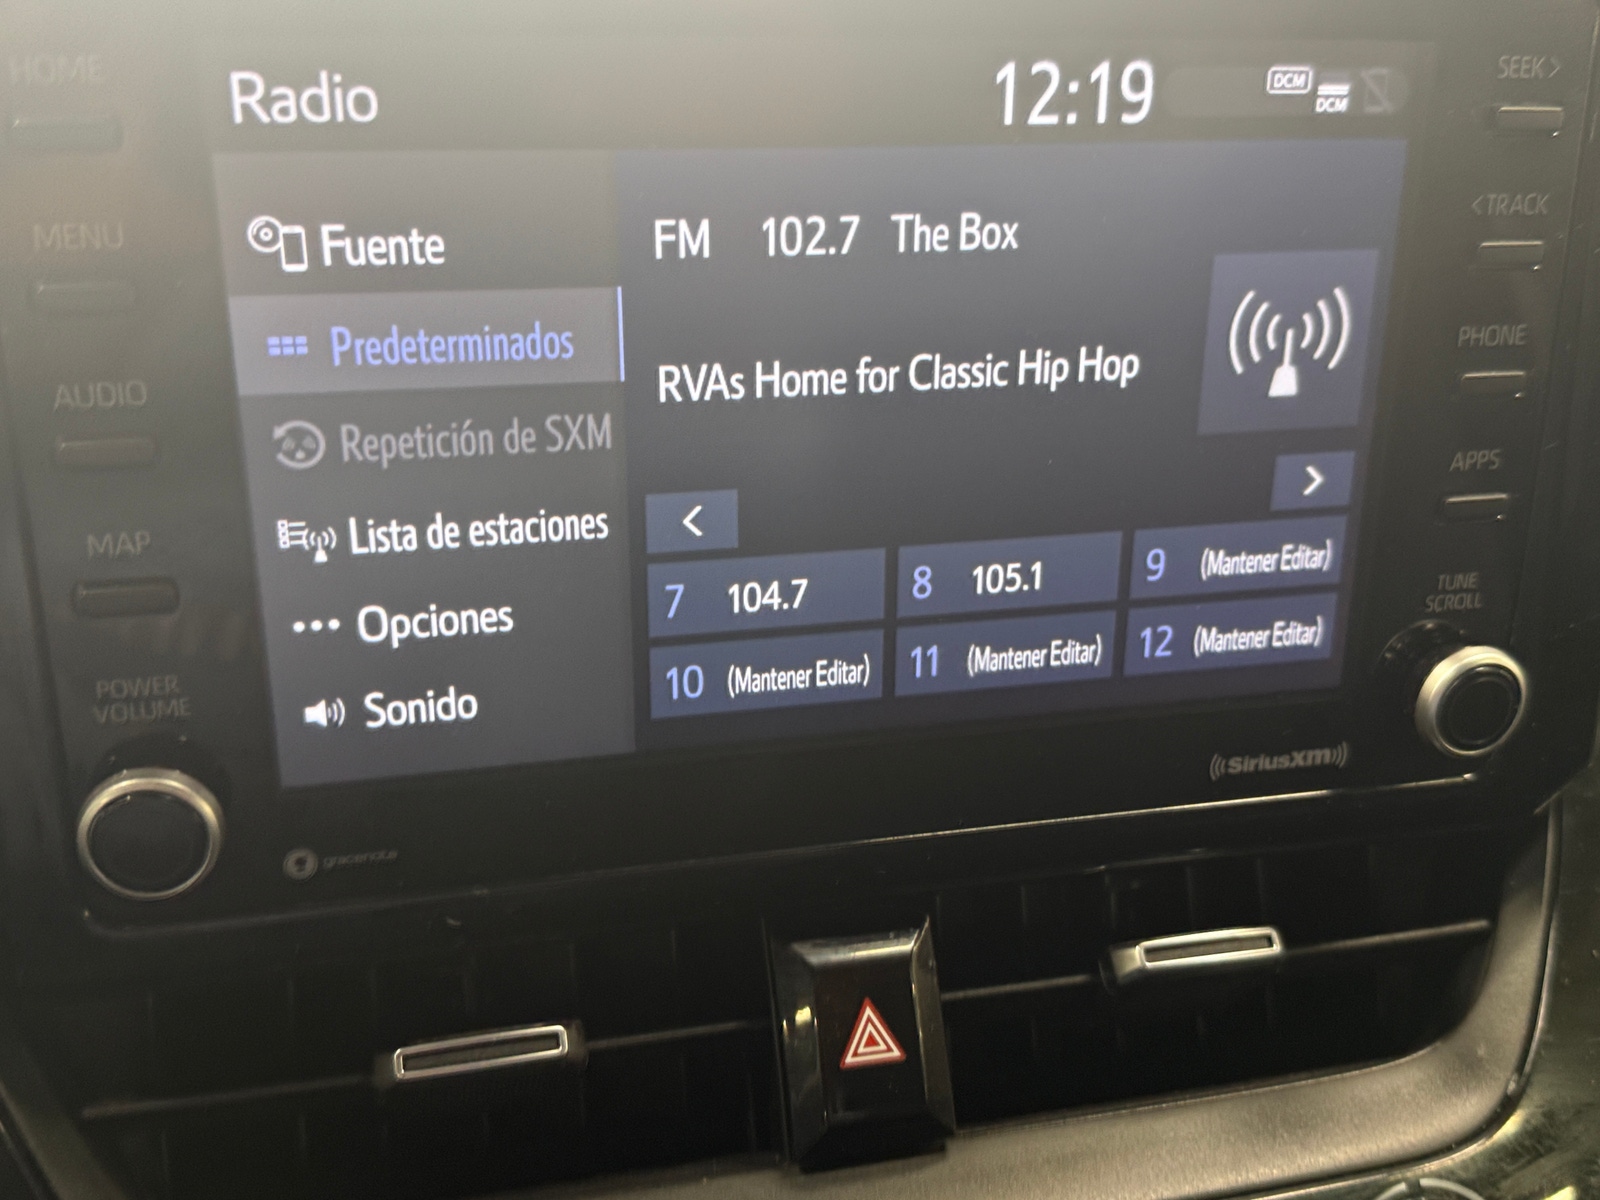 HOME
MENU
AUDIO
MAP
POWER
VOLUME
Radio
12:19
DCM
DCM
Fuente
Predeterminados
Repetición de SXM
Lista de estaciones
Opciones
Sonido
FM 102.7 The Box
RVAs Home for Classic Hip Hop
<
>
7 104.7
8 105.1
9 (Mantener Editar)
10 (Mantener Editar)
11 (Mantener Editar)
12 (Mantener Editar)
SEEK >
< TRACK
PHONE
APPS
TUNE
SCROLL
gracenote
((SiriusXM))